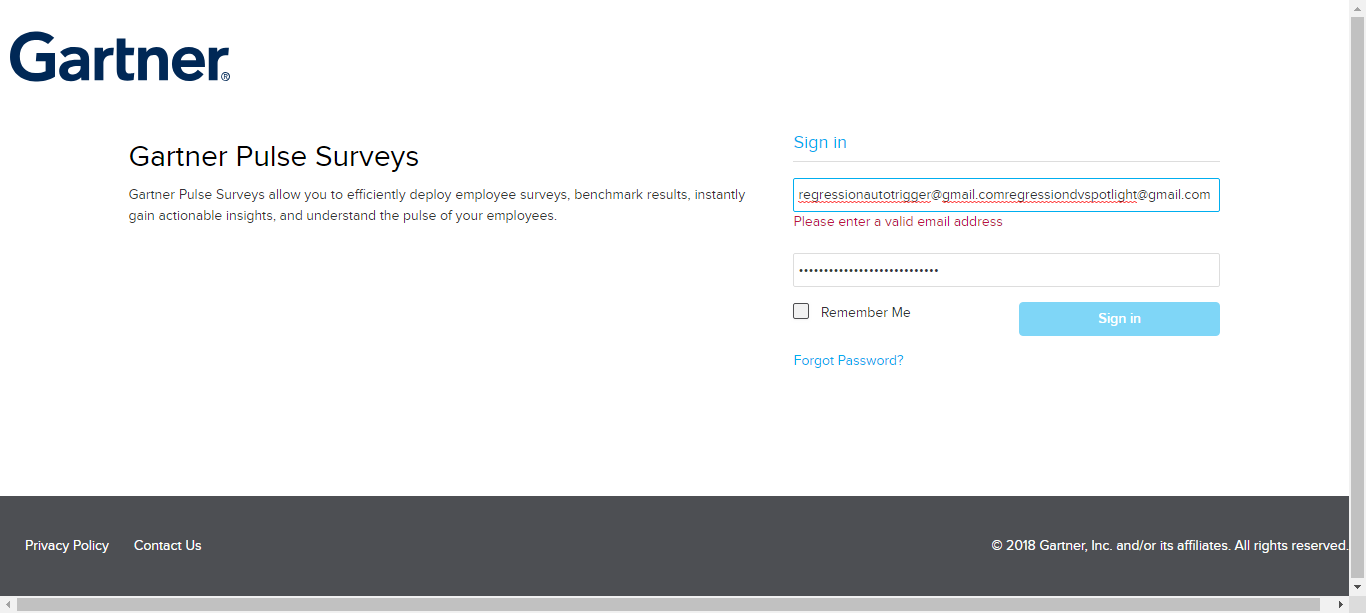 Gartner®
Gartner Pulse Surveys
Gartner Pulse Surveys allow you to efficiently deploy employee surveys, benchmark results, instantly
gain actionable insights, and understand the pulse of your employees.
Sign in
regressionautotrigger@gmail.comregressiondvspotlight@gmail.com
Please enter a valid email address
••••••••••••••••••••••••••••
Remember Me
Sign in
Forgot Password?
Privacy Policy
Contact Us
© 2018 Gartner, Inc. and/or its affiliates. All rights reserved.